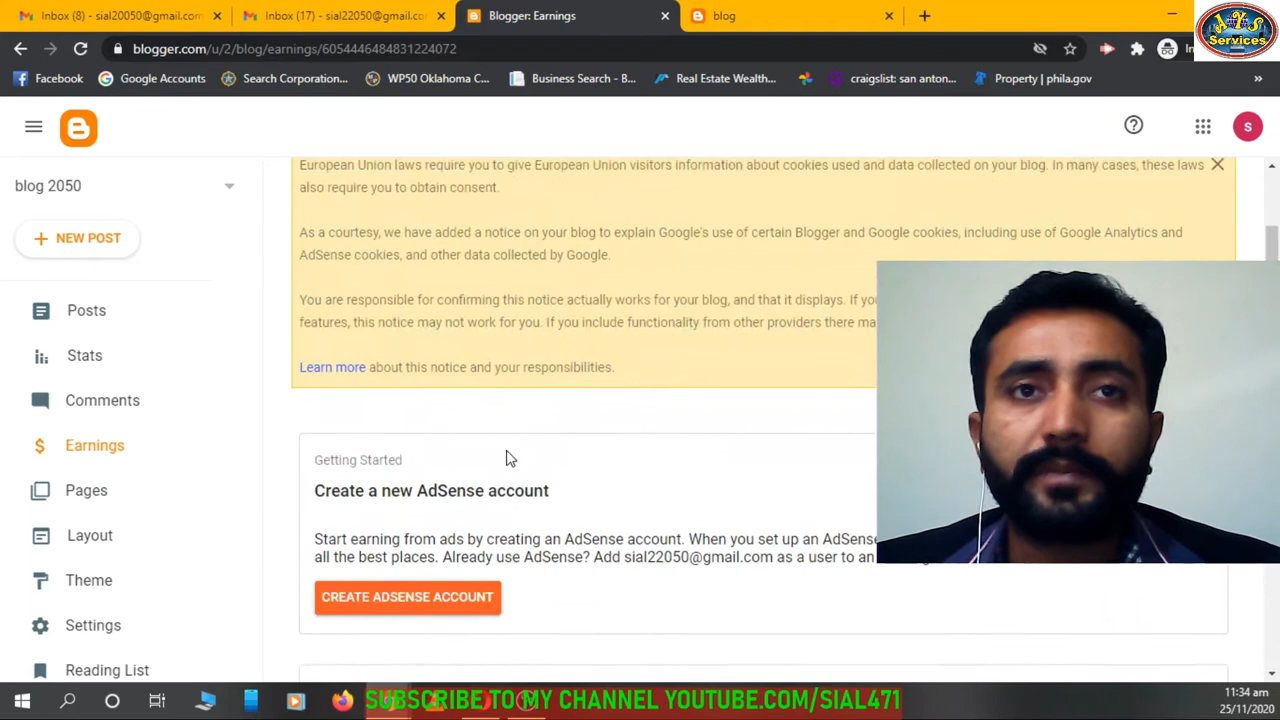 Inbox (8) - sial20050@gmail.com
Inbox (17) - sial22050@gmail.co
Blogger: Earnings
blog
AYS
Services
blogger.com/u/2/blog/earnings/6054446484831224072
In
Facebook
Google Accounts
Search Corporation...
WP50 Oklahoma C...
Business Search - B...
Real Estate Wealth...
craigslist: san anton...
Property | phila.gov
»
S
blog 2050
+ NEW POST
Posts
Stats
Comments
Earnings
Pages
Layout
Theme
Settings
Reading List
European Union laws require you to give European Union visitors information about cookies used and data collected on your blog. In many cases, these laws
also require you to obtain consent.
As a courtesy, we have added a notice on your blog to explain Google's use of certain Blogger and Google cookies, including use of Google Analytics and
AdSense cookies, and other data collected by Google.
You are responsible for confirming this notice actually works for your blog, and that it displays. If you
features, this notice may not work for you. If you include functionality from other providers there ma
Learn more about this notice and your responsibilities.
Getting Started
Create a new AdSense account
Start earning from ads by creating an AdSense account. When you set up an AdSense
all the best places. Already use AdSense? Add sial22050@gmail.com as a user to an
CREATE ADSENSE ACCOUNT
SUBSCRIBE TO MY CHANNEL YOUTUBE.COM/SIAL471
11:34 am
25/11/2020